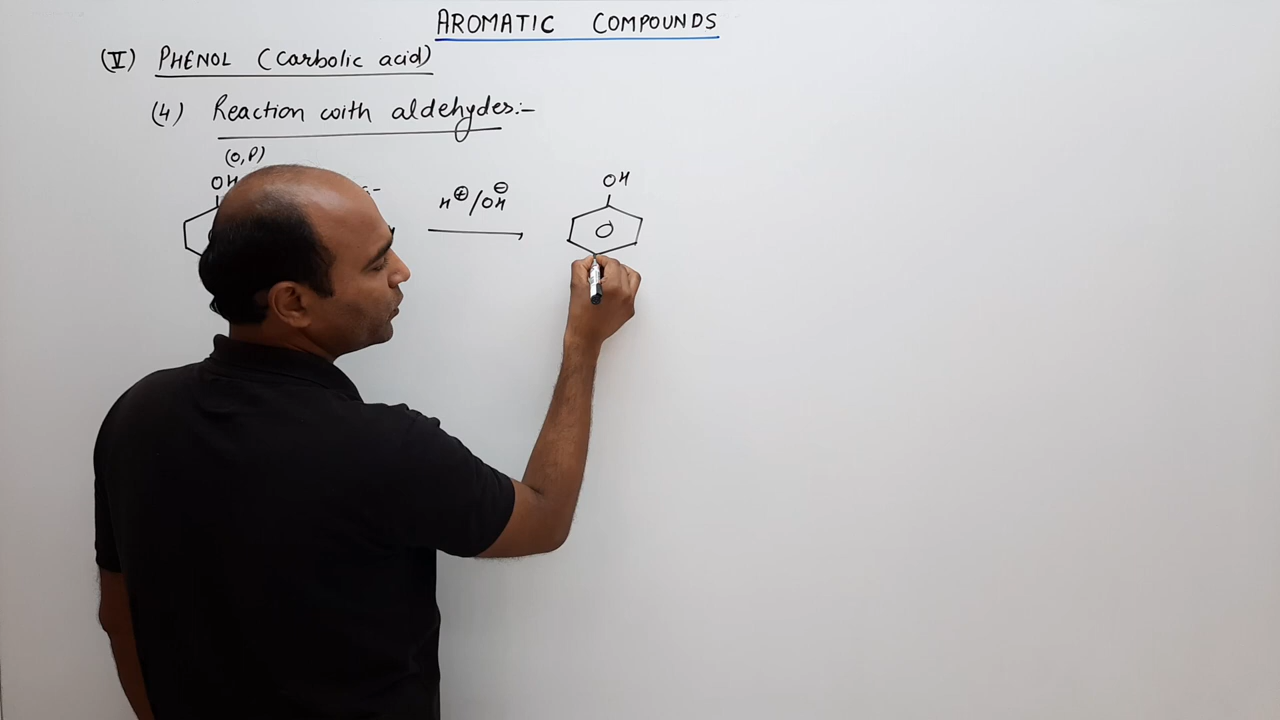 AROMATIC COMPOUNDS
(V) PHENOL (Carbolic acid)
(4) Reaction with aldehydes:-
(O,P)
OH
H⊕/OH⊖
OH